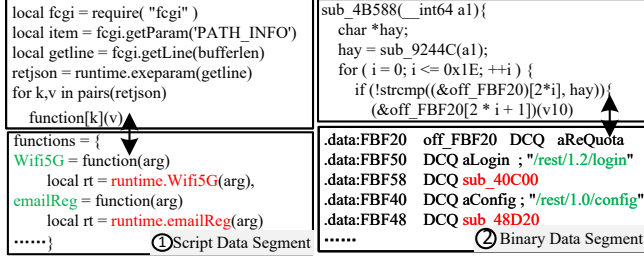 local fcgi = require( "fcgi" )
local item = fcgi.getParam('PATH_INFO')
local getline = fcgi.getLine(bufferlen)
retjson = runtime.exeparam(getline)
for k,v in pairs(retjson)
function[k](v)
functions = {
Wifi5G = function(arg)
local rt = runtime.Wifi5G(arg),
emailReg = function(arg)
local rt = runtime.emailReg(arg)
......}
①Script Data Segment
sub_4B588(__int64 a1){
char *hay;
hay = sub_9244C(a1);
for ( i = 0; i <= 0x1E; ++i ) {
if (!strcmp((&off_FBF20)[2*i], hay)){
(&off_FBF20[2 * i + 1])(v10)
.data:FBF20 off_FBF20 DCQ aReQuota
.data:FBF50 DCQ aLogin ; "/rest/1.2/login"
.data:FBF58 DCQ sub_40C00
.data:FBF40 DCQ aConfig ; "/rest/1.0/config"
.data:FBF48 DCQ sub_48D20
......
② Binary Data Segment